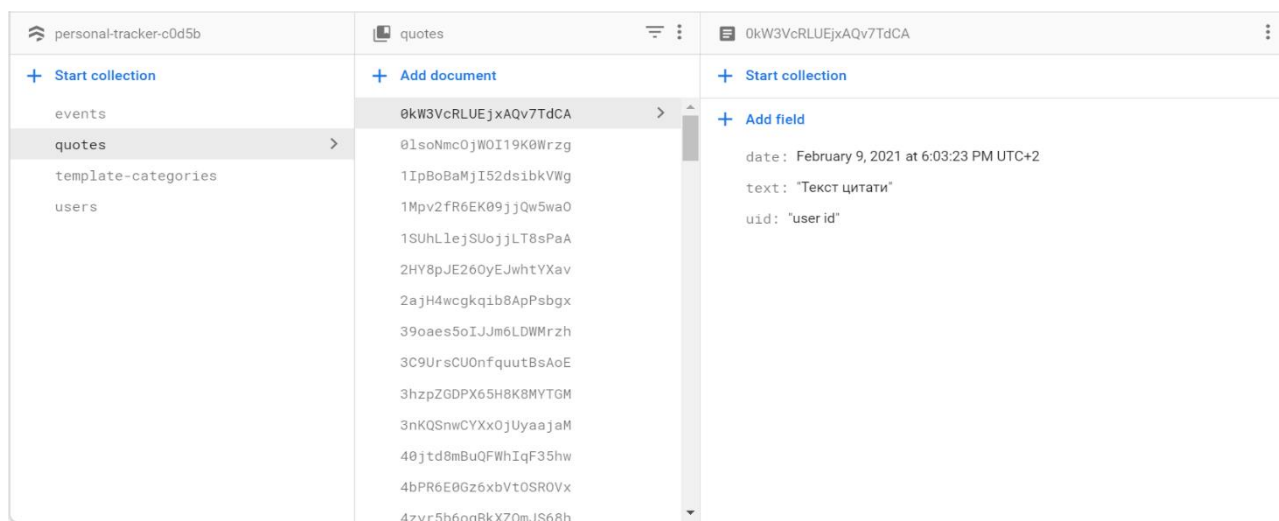 personal-tracker-c0d5b
Start collection
events
quotes
template-categories
users
quotes
Add document
0kW3VcRLUEjxAQv7TdCA
0lsoNmcOjWOI19K0Wrzg
1IpBoBaMjI52dsibkVWg
1Mpv2fR6EK09jjQw5waO
1SUhLlejSUojjLT8sPaA
2HY8pJE26OyEJwhtYXav
2ajH4wcgkqib8ApPsbgx
39oaes5oIJJm6LDWMrzh
3C9UrsCUOnfquutBsAoE
3hzpZGDPX65H8K8MYTGM
3nKQSnwCYXxOjUyaajaM
40jtd8mBuQFWhIqF35hw
4bPR6E0Gz6xbVtOSROVx
4zyr5b6ogBkXZOmJS68h
0kW3VcRLUEjxAQv7TdCA
Start collection
Add field
date: February 9, 2021 at 6:03:23 PM UTC+2
text: "Текст цитати"
uid: "user id"